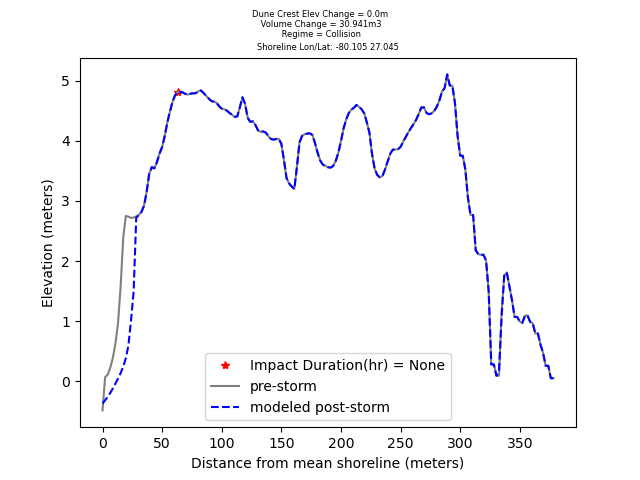 Dune Crest Elev Change = 0.0m
Volume Change = 30.941m3
Regime = Collision
Shoreline Lon/Lat: -80.105 27.045
5
4
3
2
1
0
Elevation (meters)
Impact Duration(hr) = None
pre-storm
modeled post-storm
0 50 100 150 200 250 300 350
Distance from mean shoreline (meters)